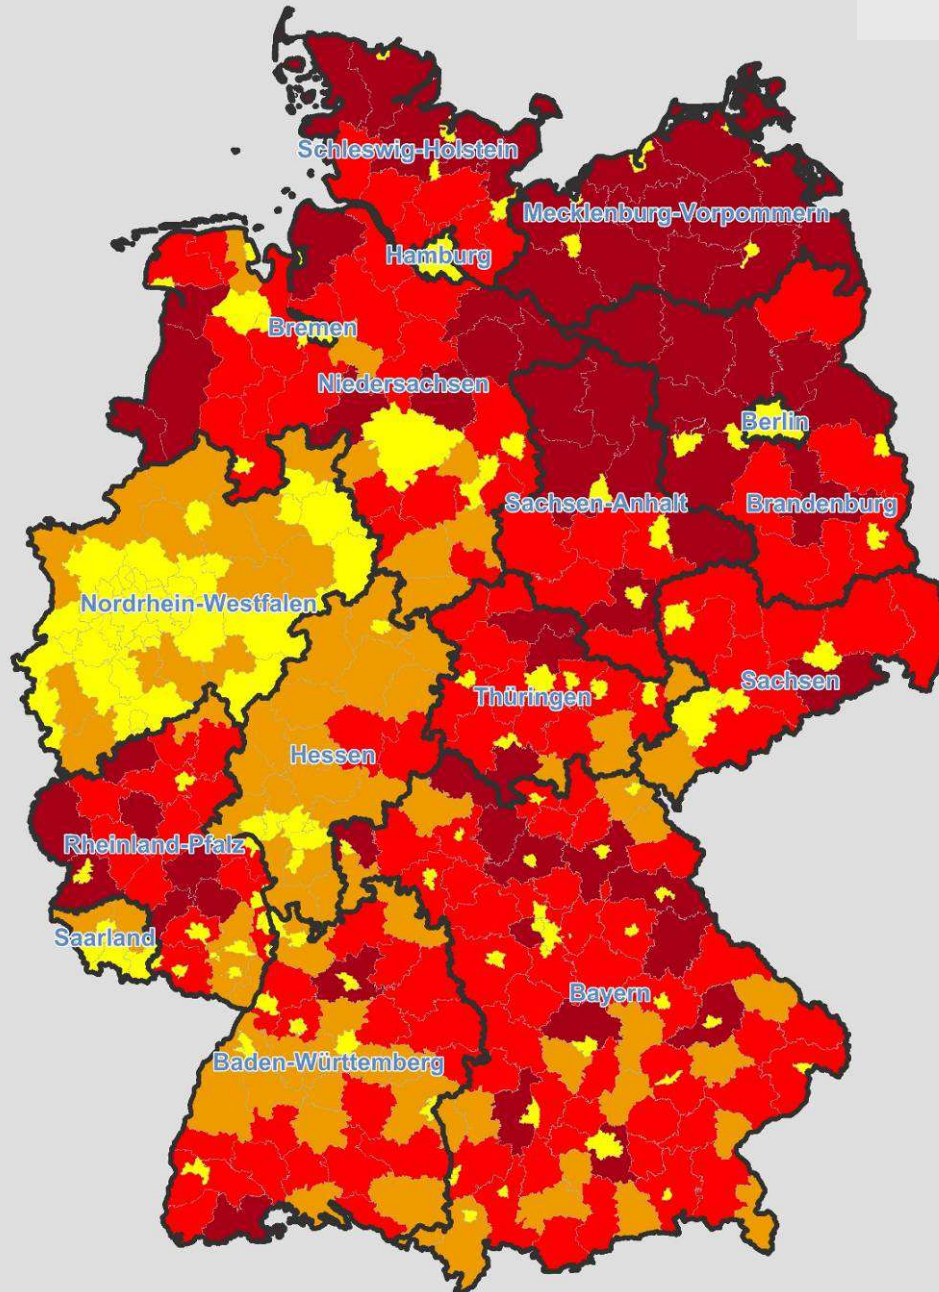 Schleswig-Holstein
Mecklenburg-Vorpommern
Hamburg
Bremen
Niedersachsen
Berlin
Sachsen-Anhalt
Brandenburg
Nordrhein-Westfalen
Sachsen
Thüringen
Hessen
Rheinland-Pfalz
Saarland
Bayern
Baden-Württemberg